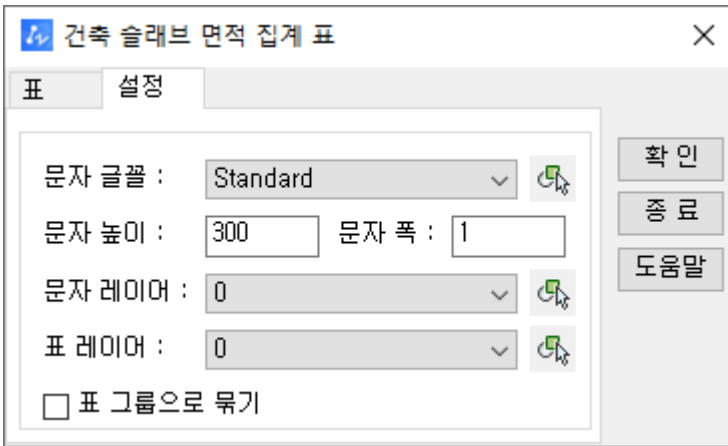 건축 슬래브 면적 집계 표
표 설정
문자 글꼴 : Standard
문자 높이 : 300 문자 폭 : 1
문자 레이어 : 0
표 레이어 : 0
표 그룹으로 묶기
확 인
종 료
도움말